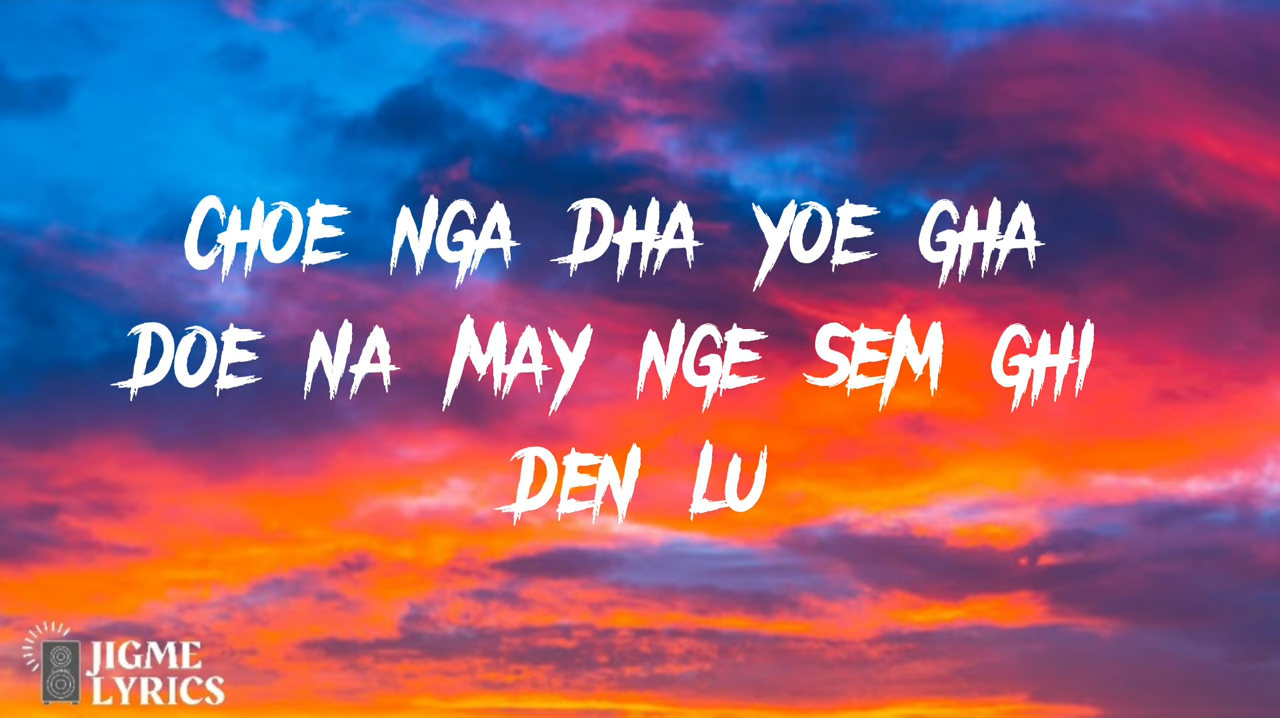 CHOE NGA DHA YOE GHA
DOE NA MAY NGE SEM GHI
DEN LU
JIGME
LYRICS